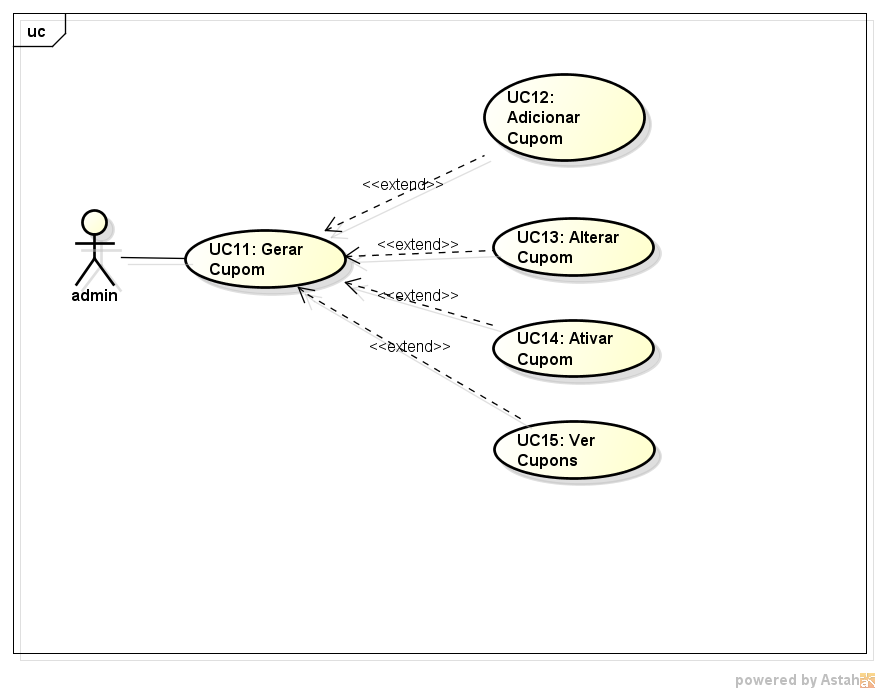 uc
UC12:
Adicionar
Cupom
<<extend>>
UC13: Alterar
Cupom
<<extend>>
UC11: Gerar
Cupom
admin
<<extend>>
UC14: Ativar
Cupom
<<extend>>
UC15: Ver
Cupons
powered by Astah